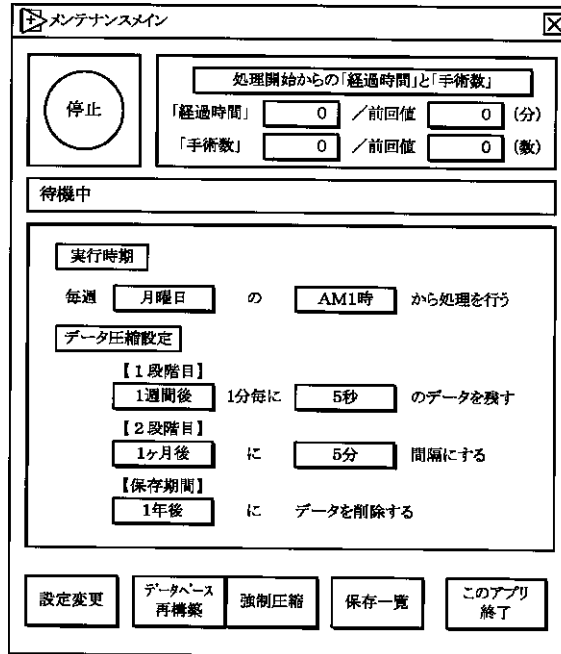 メンテナンスメイン
停止
処理開始からの「経過時間」と「手術数」
「経過時間」 0 /前回値 0 (分)
「手術数」 0 /前回値 0 (数)
待機中
実行時期
毎週 月曜日 の AM1時 から処理を行う
データ圧縮設定
【1段階目】
1週間後 1分毎に 5秒 のデータを残す
【2段階目】
1ヶ月後 に 5分 間隔にする
【保存期間】
1年後 に データを削除する
設定変更 データベース再構築 強制圧縮 保存一覧 このアプリ終了